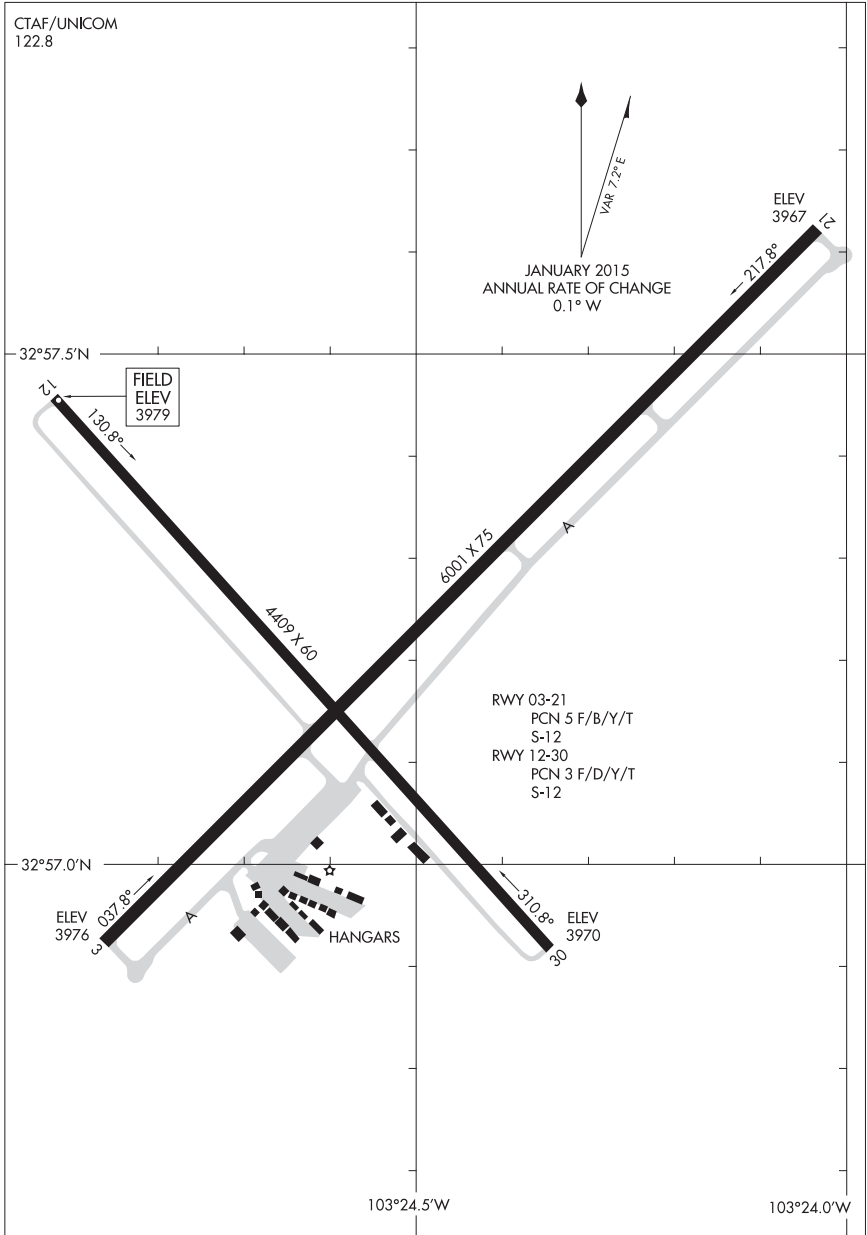 CTAF/UNICOM
122.8
VAR 7.2° E
JANUARY 2015
ANNUAL RATE OF CHANGE
0.1° W
ELEV
3967
21
217.8°
32°57.5'N
12
FIELD
ELEV
3979
130.8°
A
6001 X 75
4409 X 60
RWY 03-21
PCN 5 F/B/Y/T
S-12
RWY 12-30
PCN 3 F/D/Y/T
S-12
32°57.0'N
037.8°
ELEV
3976
3
A
HANGARS
310.8°
ELEV
3970
30
103°24.5'W
103°24.0'W